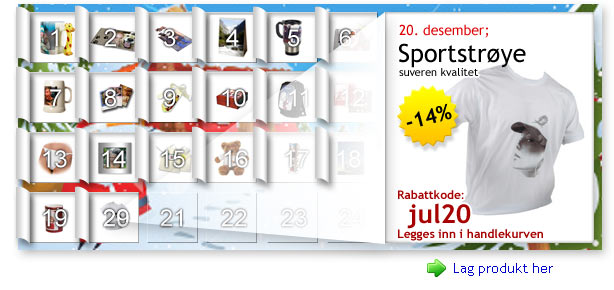 1 2 3 4 5 6
20. desember;
Sportstrøye
suveren kvalitet
-14%
7 8 9 10 11 12
13 14 15 16 17 18
19 20 21 22 23 24
Rabattkode:
jul20
Legges inn i handlekurven
Lag produkt her